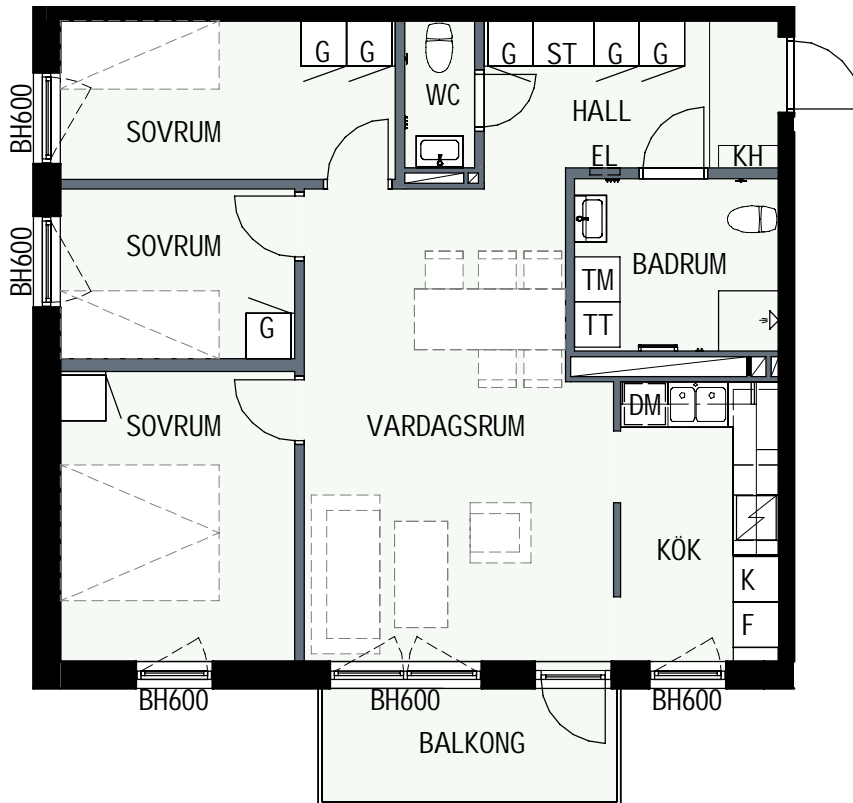 G G
G ST G G
WC
HALL
BH600
SOVRUM
EL
KH
SOVRUM
BH600
BADRUM
TM
TT
G
DM
SOVRUM
VARDAGSRUM
KÖK
K
F
BH600
BH600
BH600
BALKONG